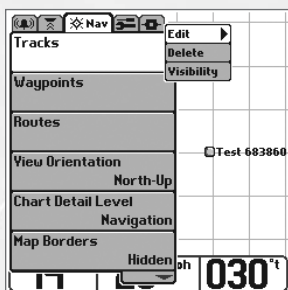 Nav
Tracks
Edit
Delete
Visibility
Waypoints
Routes
Test 683860
View Orientation
North-Up
Chart Detail Level
Navigation
Map Borders
Hidden
ph
030°t